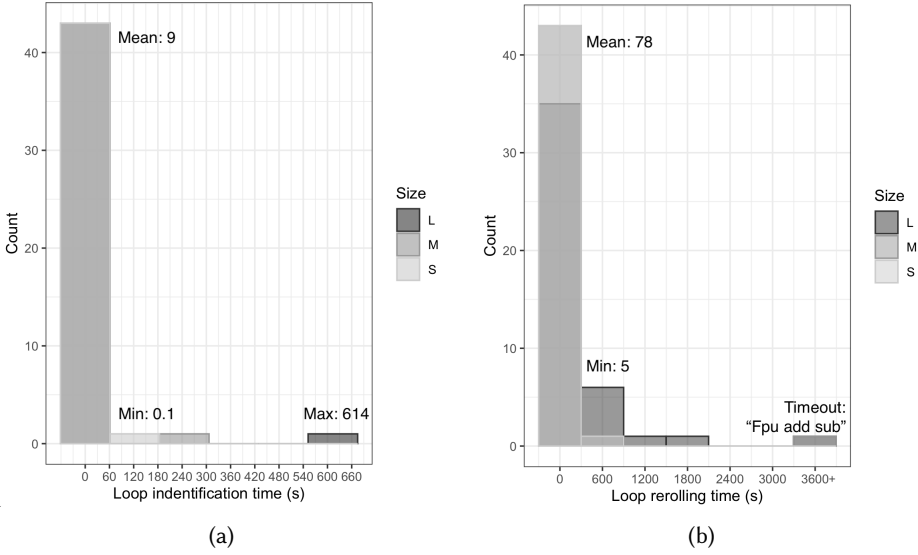 Mean: 9
40
30
Count
20
10
Min: 0.1
Max: 614
0
0 60 120 180 240 300 360 420 480 540 600 660
Loop indentification time (s)
Size
L
M
S
(a)
Mean: 78
40
30
Count
20
10
Min: 5
Timeout:
“Fpu add sub”
0
0 600 1200 1800 2400 3000 3600+
Loop rerolling time (s)
Size
L
M
S
(b)